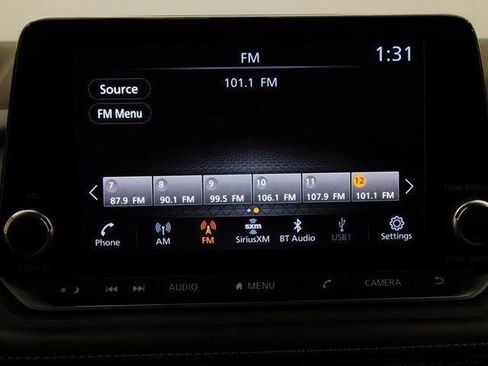 FM
1:31
101.1 FM
Source
FM Menu
7 8 9 10 11 12
87.9 FM 90.1 FM 99.5 FM 106.1 FM 107.9 FM 101.1 FM
Phone AM FM SiriusXM BT Audio USB1 Settings
sxm
AUDIO MENU CAMERA